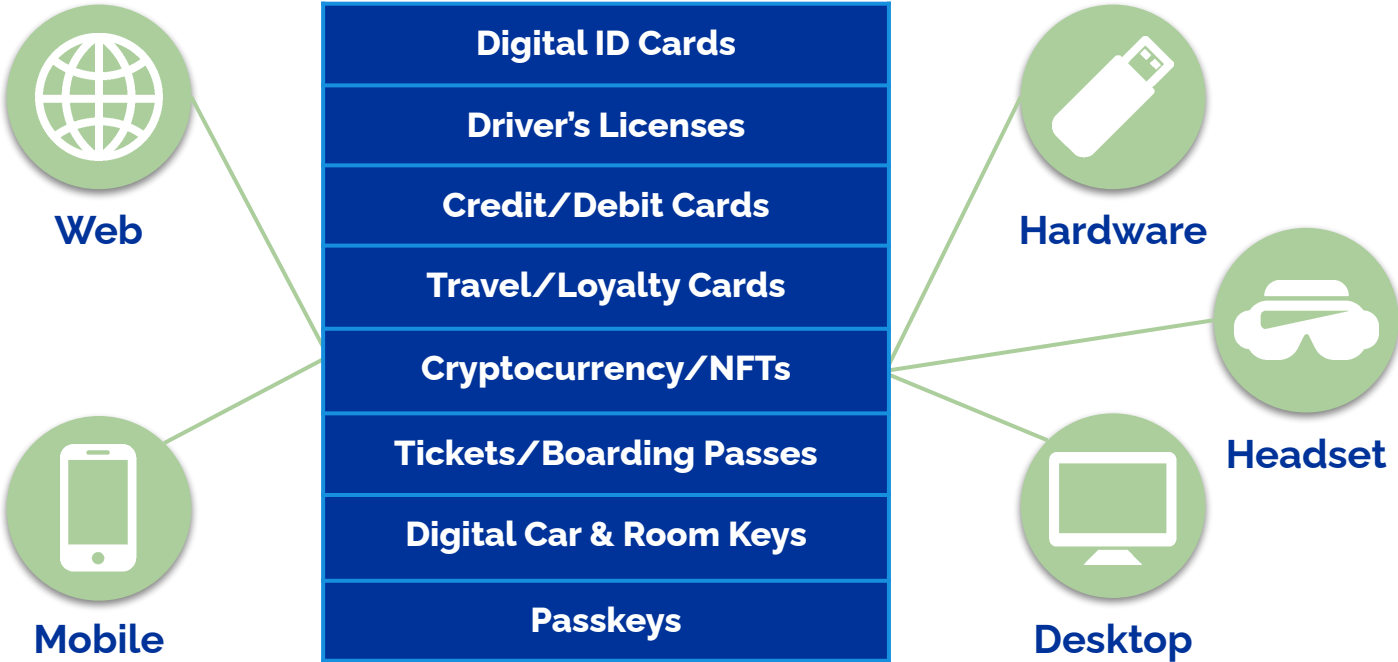 Web
Mobile
Digital ID Cards
Driver’s Licenses
Credit/Debit Cards
Travel/Loyalty Cards
Cryptocurrency/NFTs
Tickets/Boarding Passes
Digital Car & Room Keys
Passkeys
Hardware
Headset
Desktop